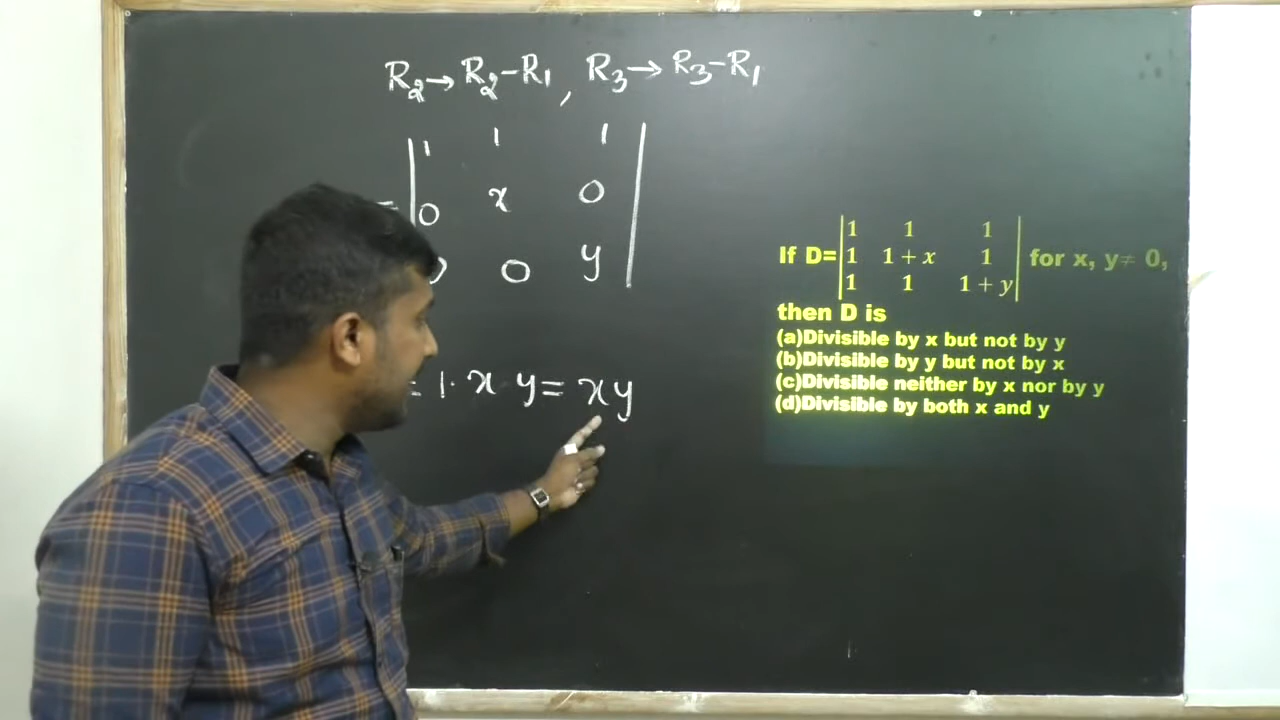 R₂→R₂-R₁, R₃→R₃-R₁
1 1 1
= 0 x 0
0 0 y
= 1. x y = xy
1 1 1
If D= 1 1 + x 1 for x, y≠ 0,
1 1 1 + y
then D is
(a)Divisible by x but not by y
(b)Divisible by y but not by x
(c)Divisible neither by x nor by y
(d)Divisible by both x and y